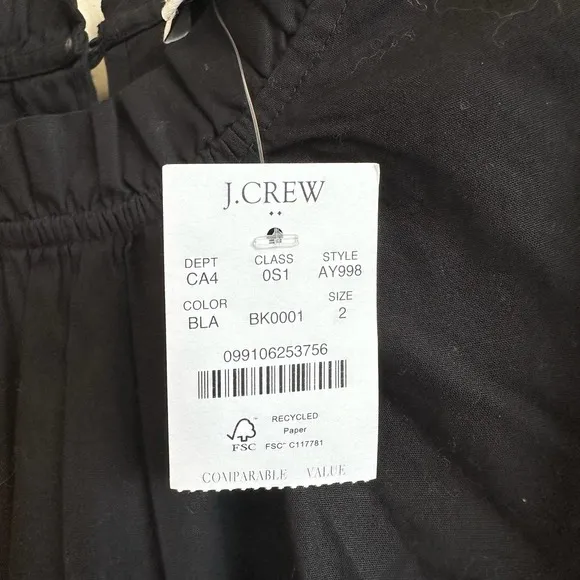 J.CREW
DEPT CLASS STYLE
CA4 0S1 AY998
COLOR SIZE
BLA BK0001 2
099106253756
RECYCLED
Paper
FSC™ FSC™ C117781
COMPARABLE VALUE